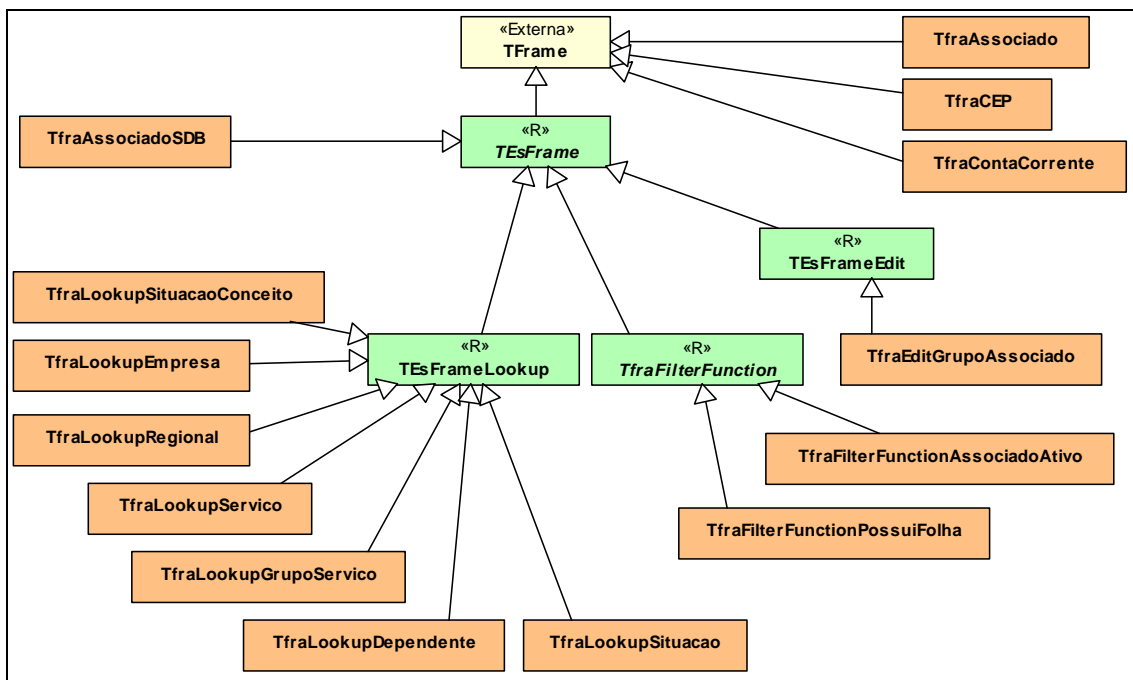 «Externa»
TFrame
TfraAssociado
TfraCEP
TfraContaCorrente
TfraAssociadoSDB
«R»
TEsFrame
«R»
TEsFrameEdit
TfraLookupSituacaoConceito
TfraLookupEmpresa
«R»
TEsFrameLookup
«R»
TfraFilterFunction
TfraEditGrupoAssociado
TfraLookupRegional
TfraFilterFunctionAssociadoAtivo
TfraLookupServico
TfraFilterFunctionPossuiFolha
TfraLookupGrupoServico
TfraLookupDependente
TfraLookupSituacao